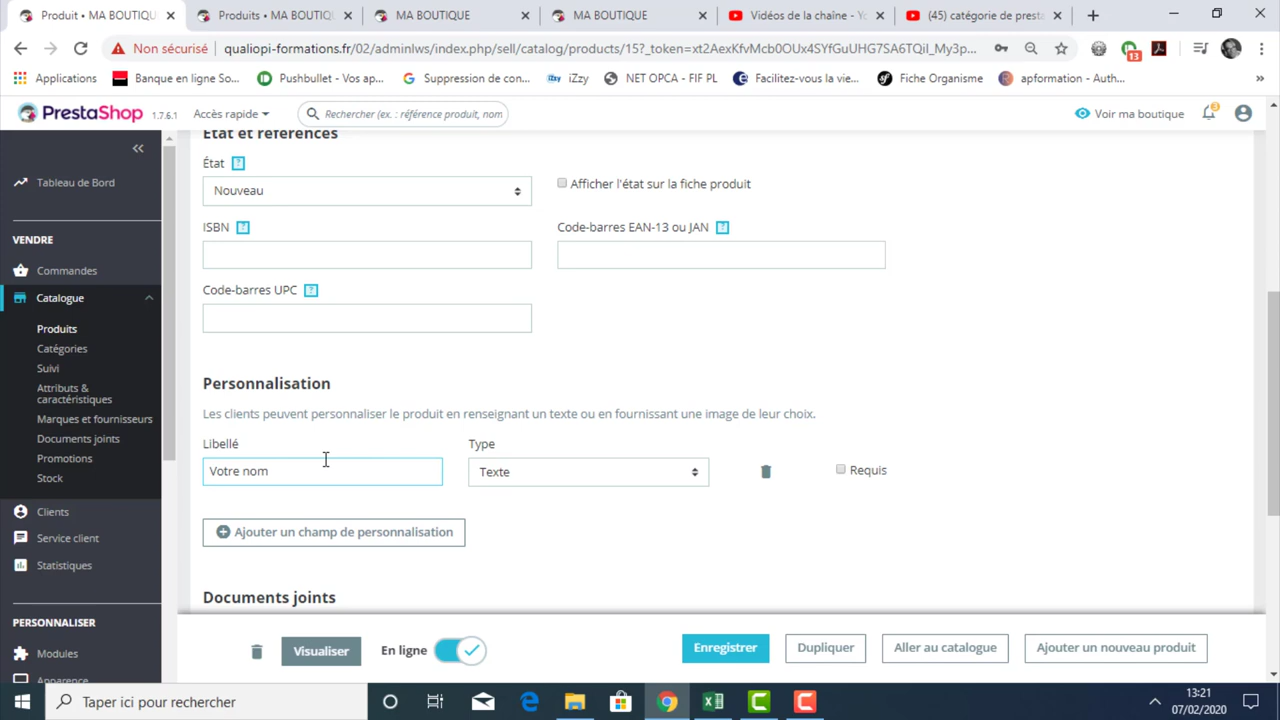 Produit • MA BOUTIQU
Produits • MA BOUTIQU
MA BOUTIQUE
MA BOUTIQUE
Vidéos de la chaîne - Yo
(45) catégorie de presta
Non sécurisé
qualiopi-formations.fr/02/adminlws/index.php/sell/catalog/products/15?_token=xt2AexKfvMcb0OUx4SYfGuUHG7SA6TQiI_My3p...
13
Applications
Banque en ligne So...
Pushbullet - Vos ap...
Suppression de con...
iZzy
NET OPCA - FIF PL
Facilitez-vous la vie...
Fiche Organisme
apformation - Auth...
»
PrestaShop 1.7.6.1
Accès rapide
Rechercher (ex. : référence produit, nom
Voir ma boutique
3
Tableau de Bord
VENDRE
Commandes
Catalogue
Produits
Catégories
Suivi
Attributs &
caractéristiques
Marques et fournisseurs
Documents joints
Promotions
Stock
Clients
Service client
Statistiques
PERSONNALISER
Modules
Apparence
État et références
État ?
Nouveau
Afficher l'état sur la fiche produit
ISBN ?
Code-barres EAN-13 ou JAN ?
Code-barres UPC ?
Personnalisation
Les clients peuvent personnaliser le produit en renseignant un texte ou en fournissant une image de leur choix.
Libellé
Type
Votre nom
Texte
Requis
Ajouter un champ de personnalisation
Documents joints
Visualiser
En ligne
Enregistrer
Dupliquer
Aller au catalogue
Ajouter un nouveau produit
Taper ici pour rechercher
13:21
07/02/2020